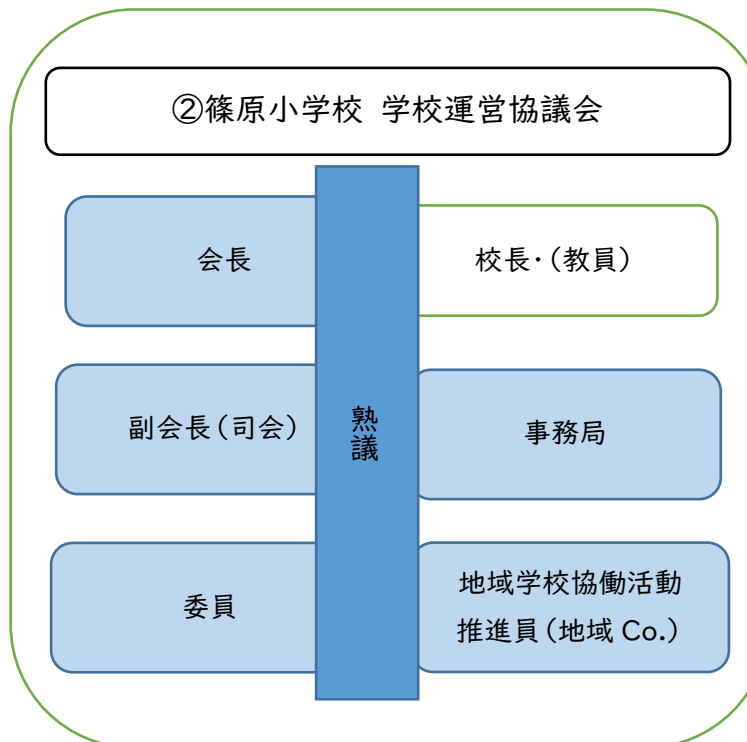 ②篠原小学校 学校運営協議会
会長
校長・(教員)
副会長(司会)
熟議
事務局
委員
地域学校協働活動
推進員(地域 Co.)